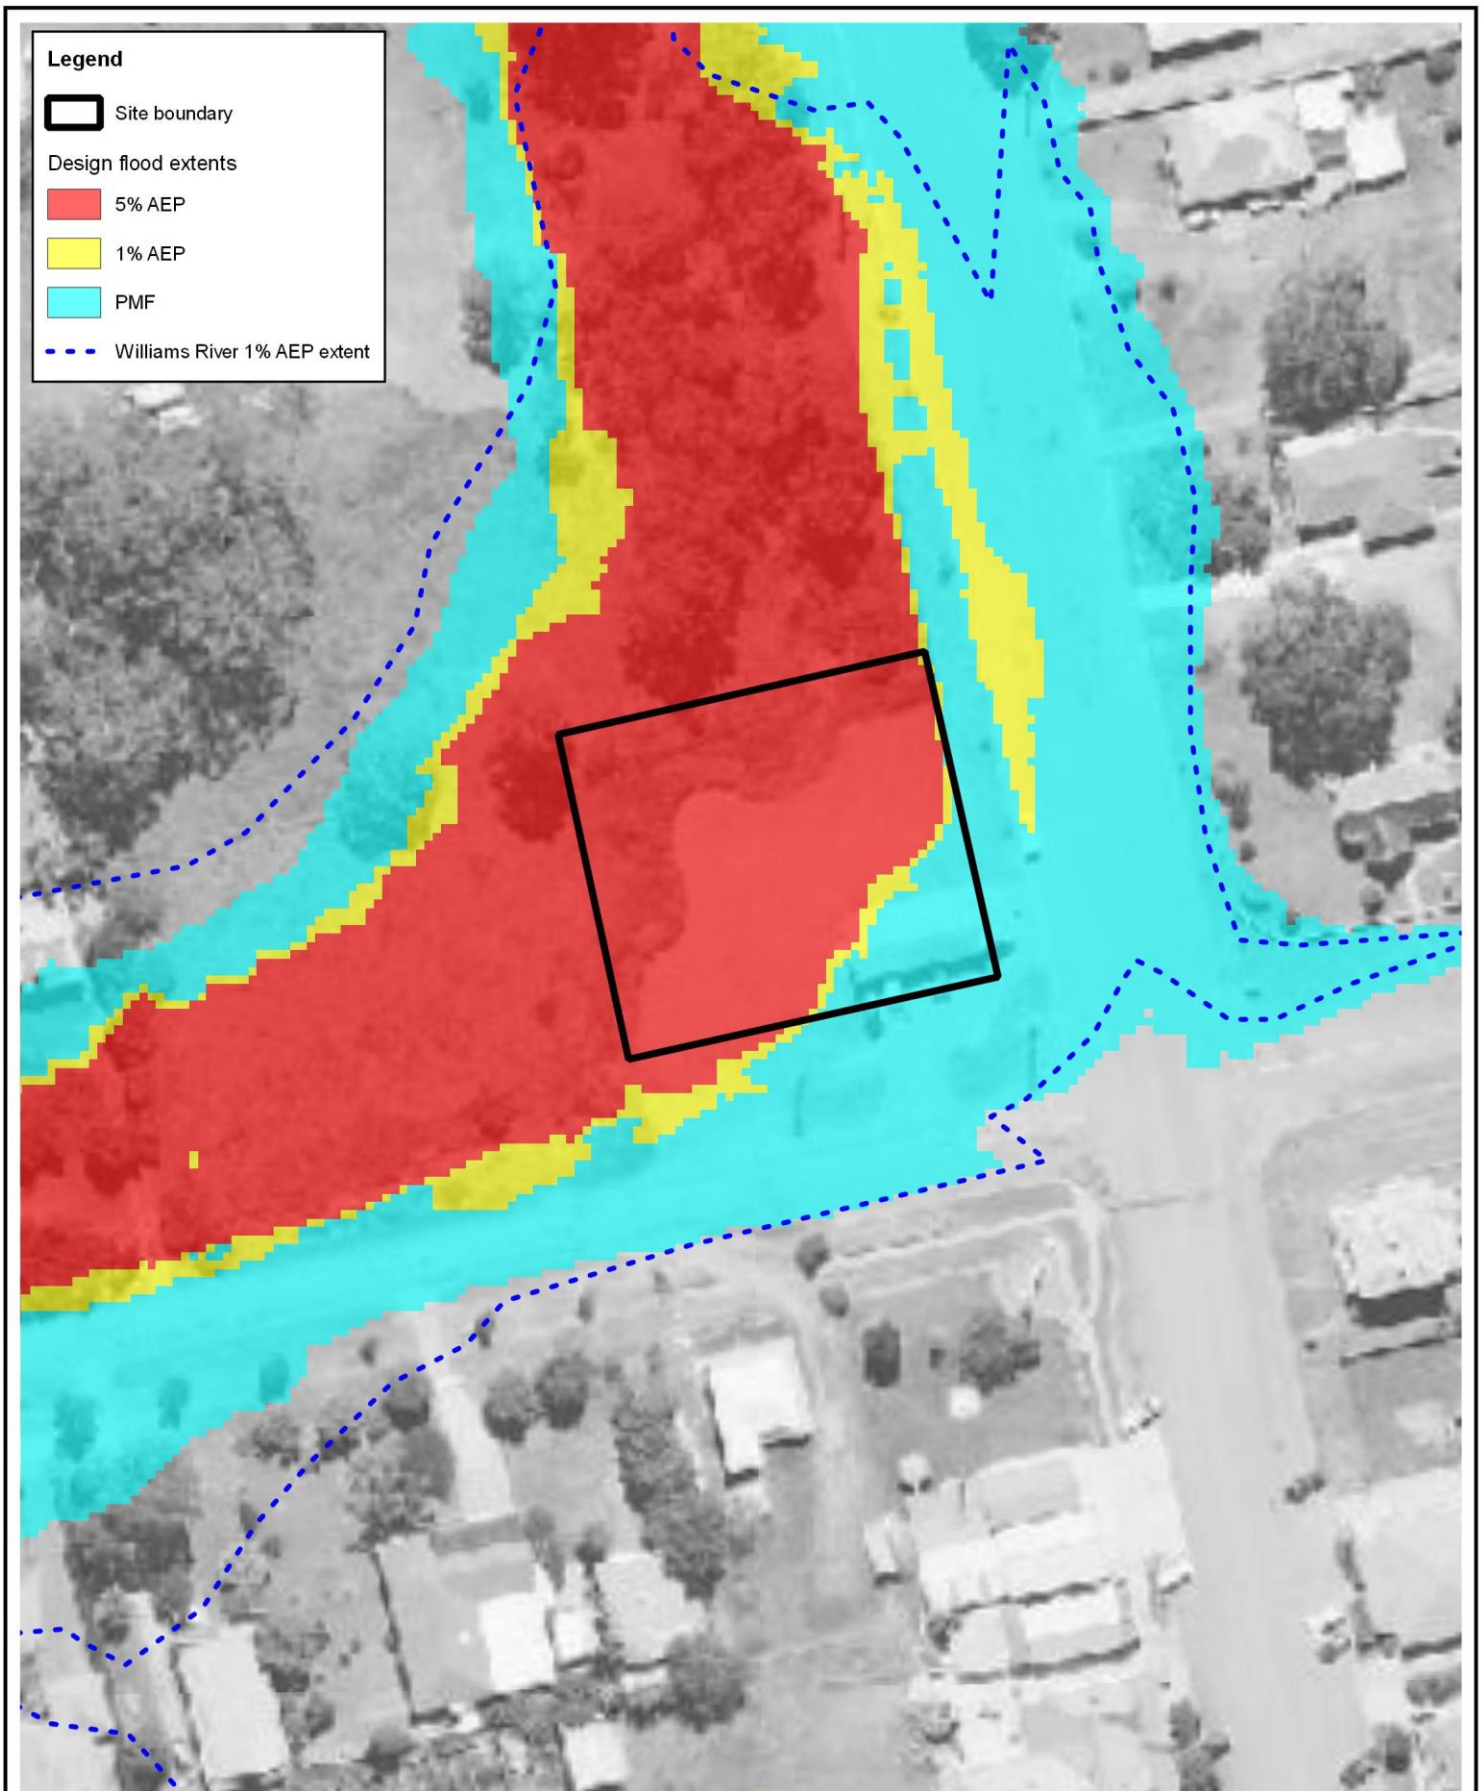 Legend
Site boundary
Design flood extents
5% AEP
1% AEP
PMF
Williams River 1% AEP extent